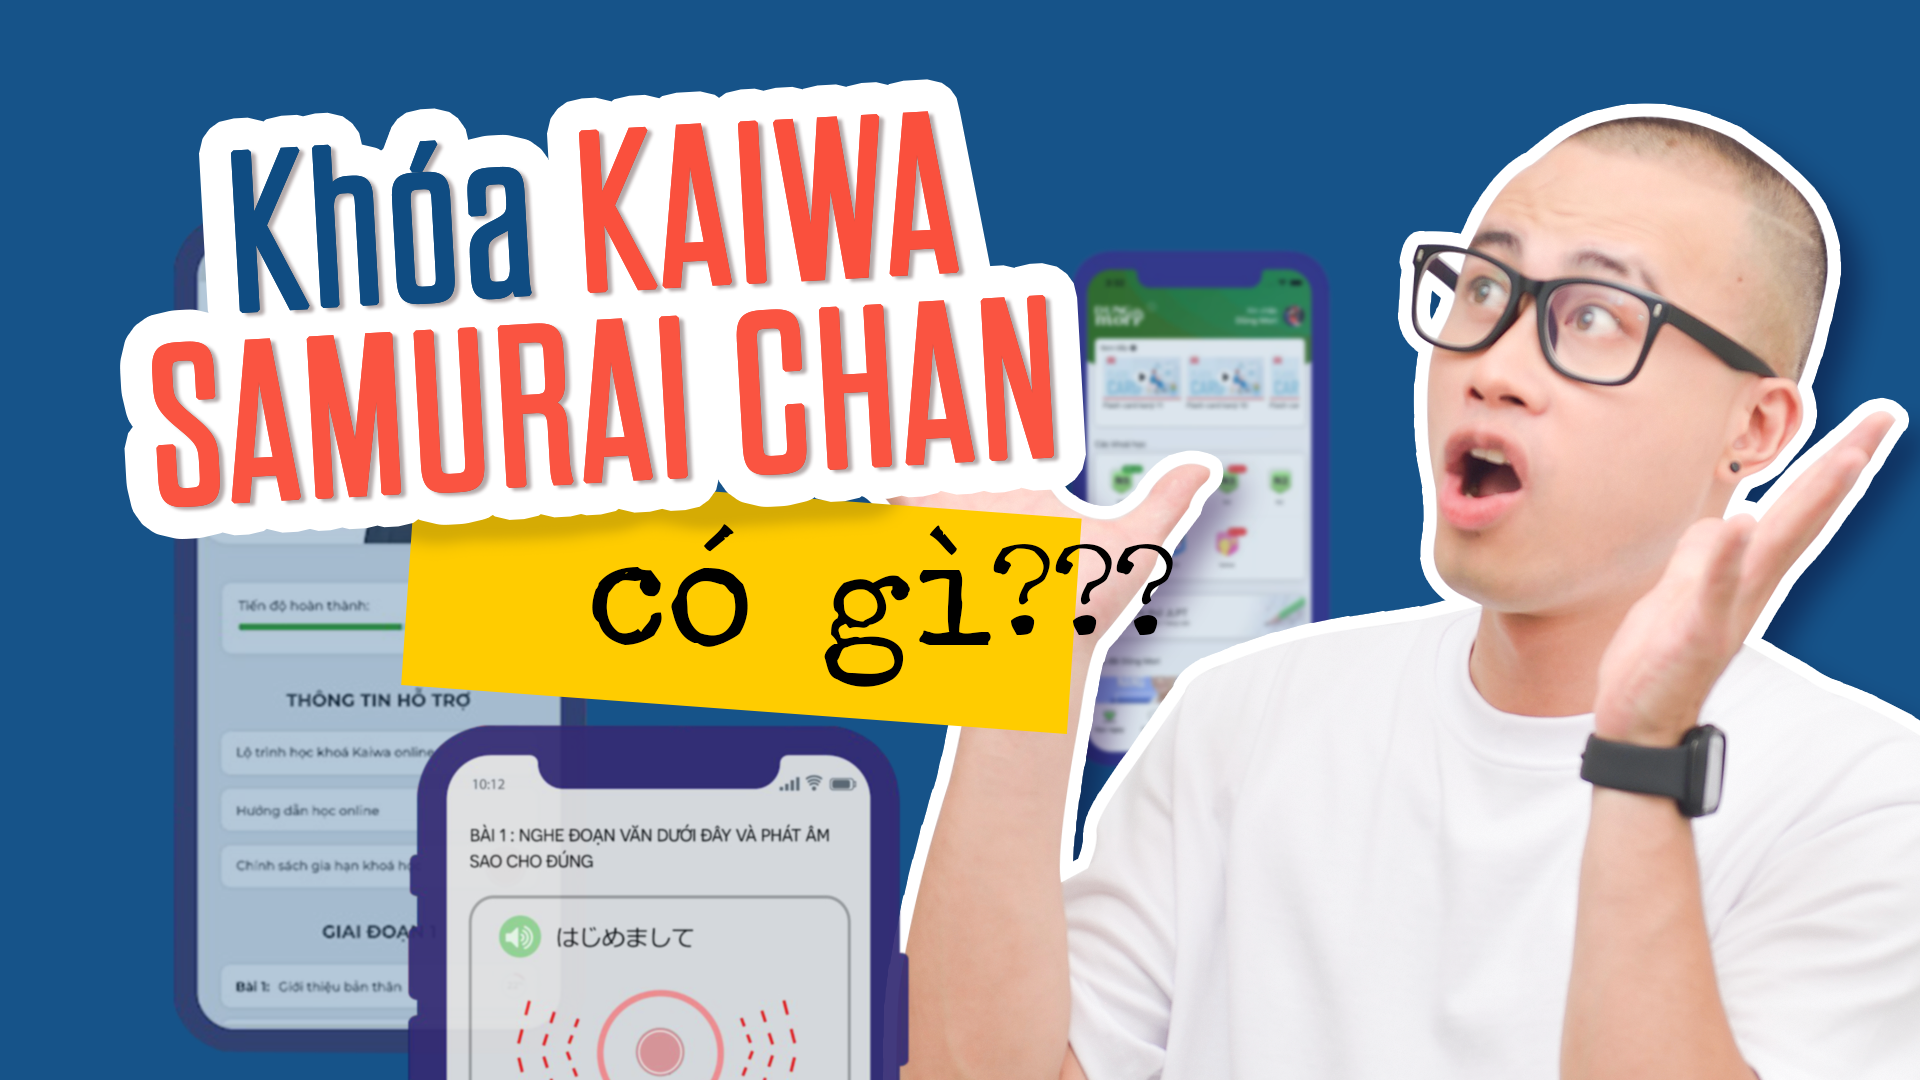 Khóa KAIWA
SAMURAI CHAN
có gì???
Tiến độ hoàn thành:
THÔNG TIN HỖ TRỢ
Lộ trình học khoá Kaiwa online
Hướng dẫn học online
Chính sách gia hạn khoá
GIAI ĐOẠN 1
Bài 1: Giới thiệu bản thân
10:12
BÀI 1 : NGHE ĐOẠN VĂN DƯỚI ĐÂY VÀ PHÁT ÂM
SAO CHO ĐÚNG
はじめまして